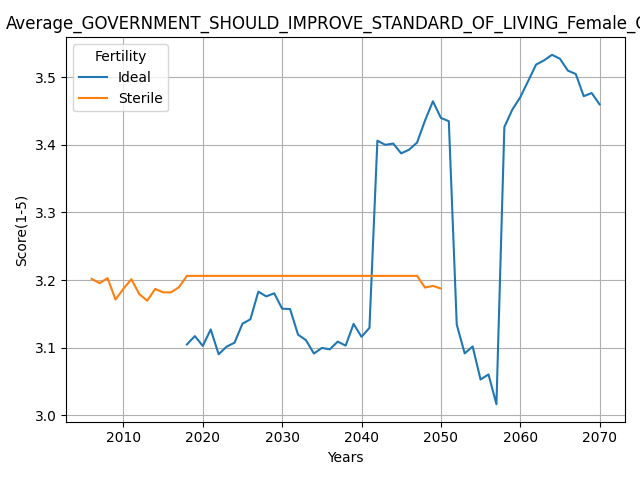 Average_GOVERNMENT_SHOULD_IMPROVE_STANDARD_OF_LIVING_Female_
Fertility
Ideal
Sterile
Score(1-5)
3.5
3.4
3.3
3.2
3.1
3.0
2010 2020 2030 2040 2050 2060 2070
Years